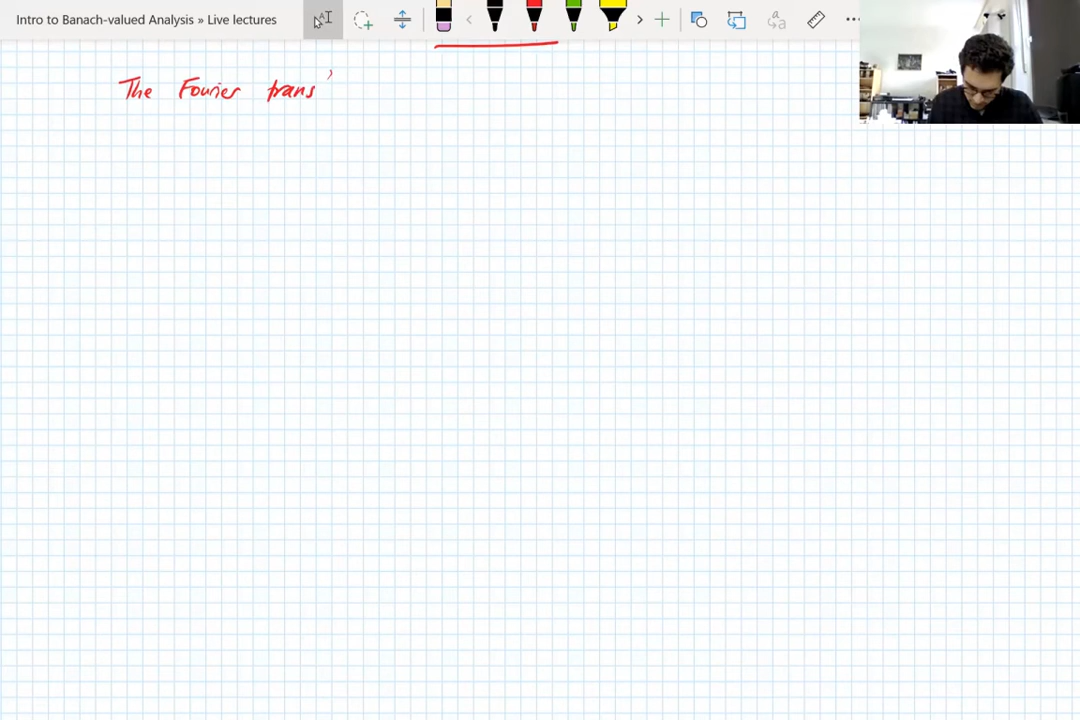 Intro to Banach-valued Analysis » Live lectures
The Fourier trans